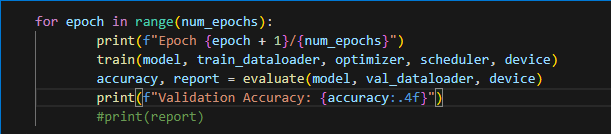 for epoch in range(num_epochs):
        print(f"Epoch {epoch + 1}/{num_epochs}")
        train(model, train_dataloader, optimizer, scheduler, device)
        accuracy, report = evaluate(model, val_dataloader, device)
        print(f"Validation Accuracy: {accuracy:.4f}")
        #print(report)